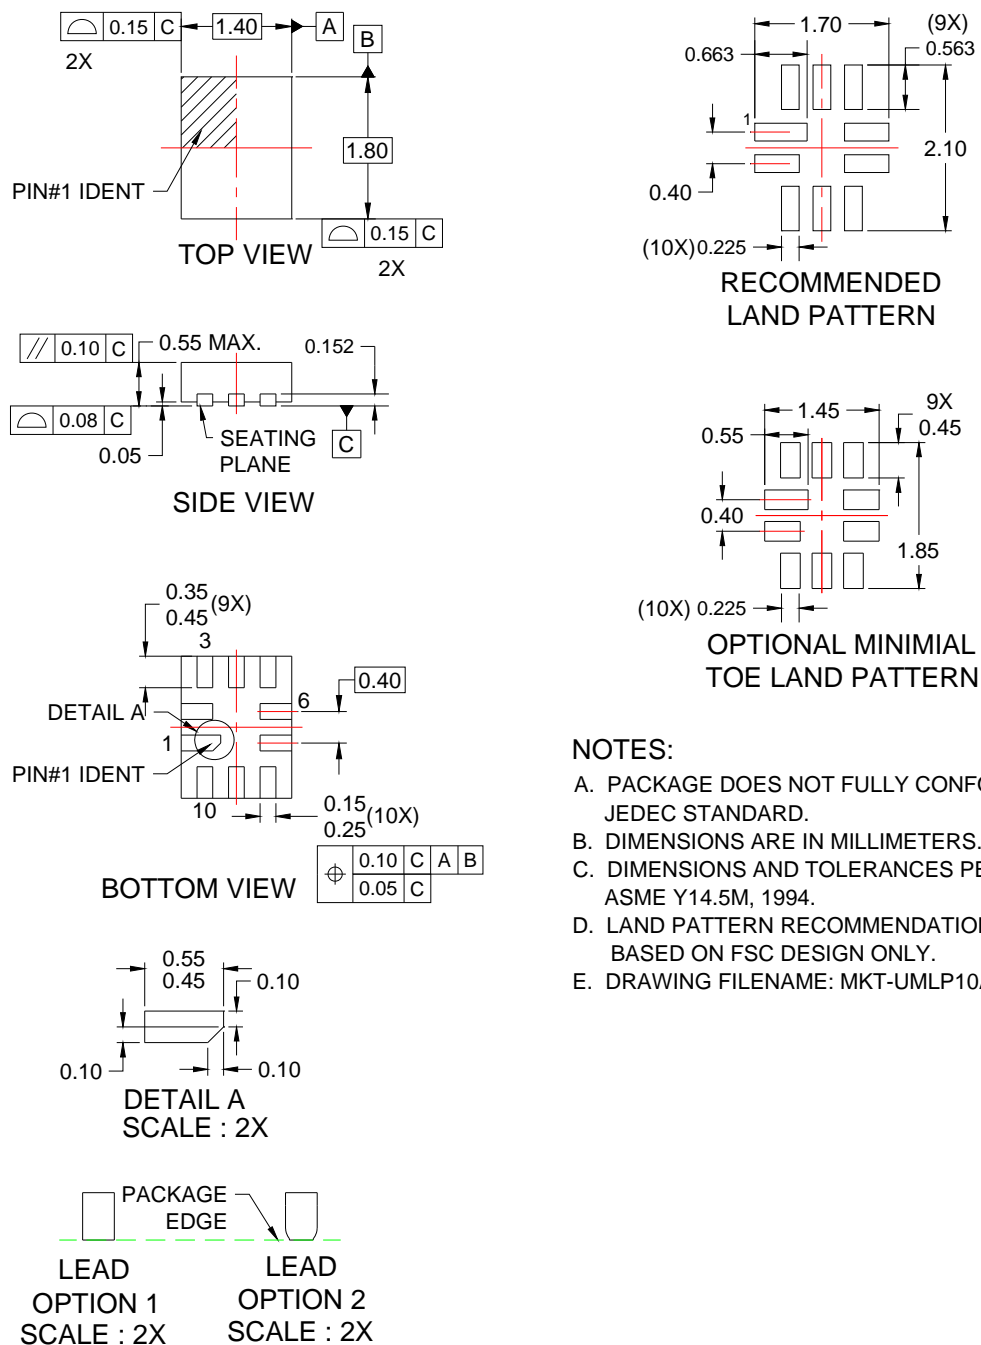 0.15 C
1.40
A
B
2X
1.80
PIN#1 IDENT
0.15 C
2X
TOP VIEW
0.10 C
0.55 MAX.
0.152
0.08 C
0.05
SEATING
PLANE
C
SIDE VIEW
0.35
0.45
(9X)
3
0.40
6
DETAIL A
1
PIN#1 IDENT
10
0.15
0.25
(10X)
0.10 C A B
0.05 C
BOTTOM VIEW
0.55
0.45
0.10
0.10
0.10
DETAIL A
SCALE : 2X
PACKAGE
EDGE
LEAD
OPTION 1
SCALE : 2X
LEAD
OPTION 2
SCALE : 2X
1.70
(9X)
0.563
0.663
1
2.10
0.40
(10X) 0.225
RECOMMENDED
LAND PATTERN
1.45
9X
0.45
0.55
0.40
1.85
(10X) 0.225
OPTIONAL MINIMIAL
TOE LAND PATTERN
NOTES:
A. PACKAGE DOES NOT FULLY
JEDEC STANDARD.
B. DIMENSIONS ARE IN MILLIMETERS.
C. DIMENSIONS AND TOLERANCES
ASME Y14.5M, 1994.
D. LAND PATTERN
BASED ON FSC DESIGN ONLY.
E. DRAWING FILENAME: